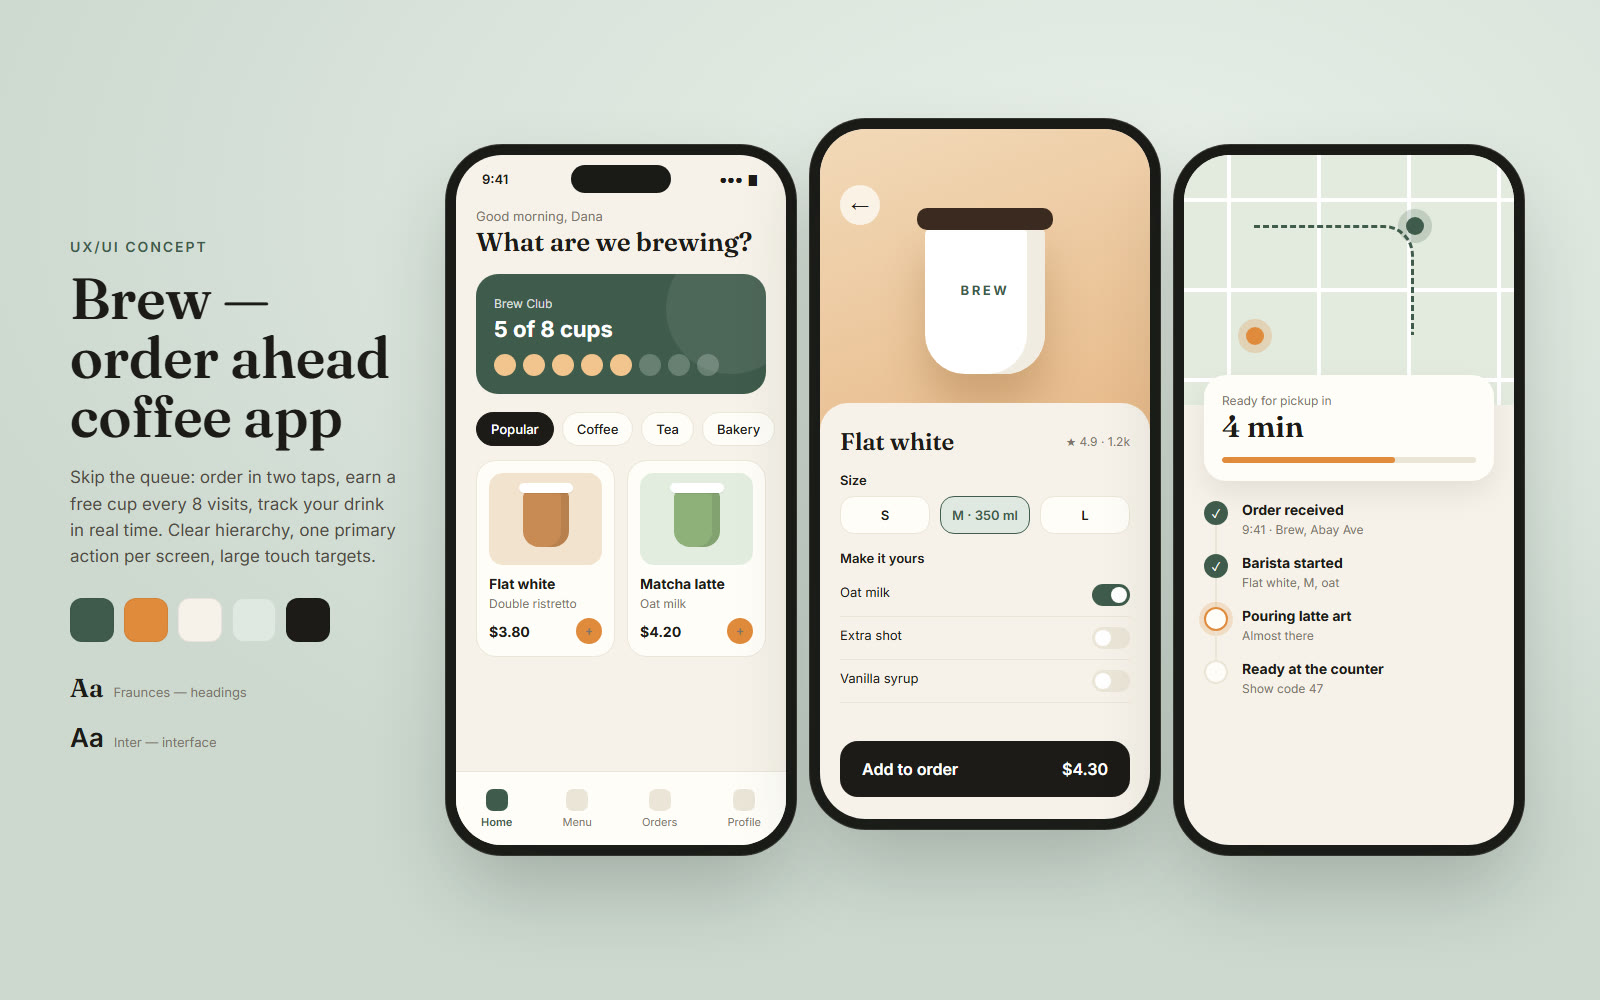 UX/UI CONCEPT
Brew —
order ahead
coffee app
Skip the queue: order in two taps, earn a
free cup every 8 visits, track your drink
in real time. Clear hierarchy, one primary
action per screen, large touch targets.
Aa Fraunces — headings
Aa Inter — interface
9:41
Good morning, Dana
What are we brewing?
Brew Club
5 of 8 cups
Popular Coffee Tea Bakery
Flat white
Double ristretto
$3.80 +
Matcha latte
Oat milk
$4.20 +
Home Menu Orders Profile
←
BREW
Flat white ★ 4.9 · 1.2k
Size
S M · 350 ml L
Make it yours
Oat milk
Extra shot
Vanilla syrup
Add to order $4.30
Ready for pickup in
4 min
✓ Order received
9:41 · Brew, Abay Ave
✓ Barista started
Flat white, M, oat
Pouring latte art
Almost there
Ready at the counter
Show code 47